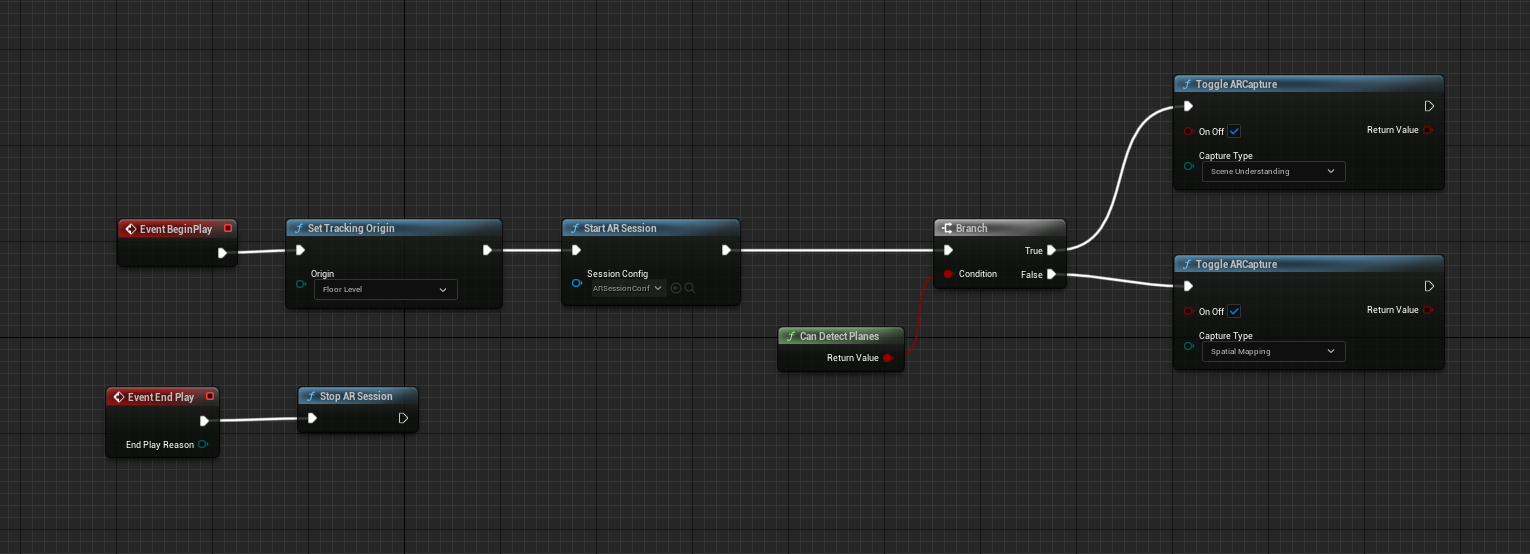 Event BeginPlay
Set Tracking Origin
Origin
Floor Level
Start AR Session
Session Config
ARSessionConf
Branch
True
Condition
False
Can Detect Planes
Return Value
Toggle ARCapture
On Off
Return Value
Capture Type
Scene Understanding
Toggle ARCapture
On Off
Return Value
Capture Type
Spatial Mapping
Event End Play
End Play Reason
Stop AR Session